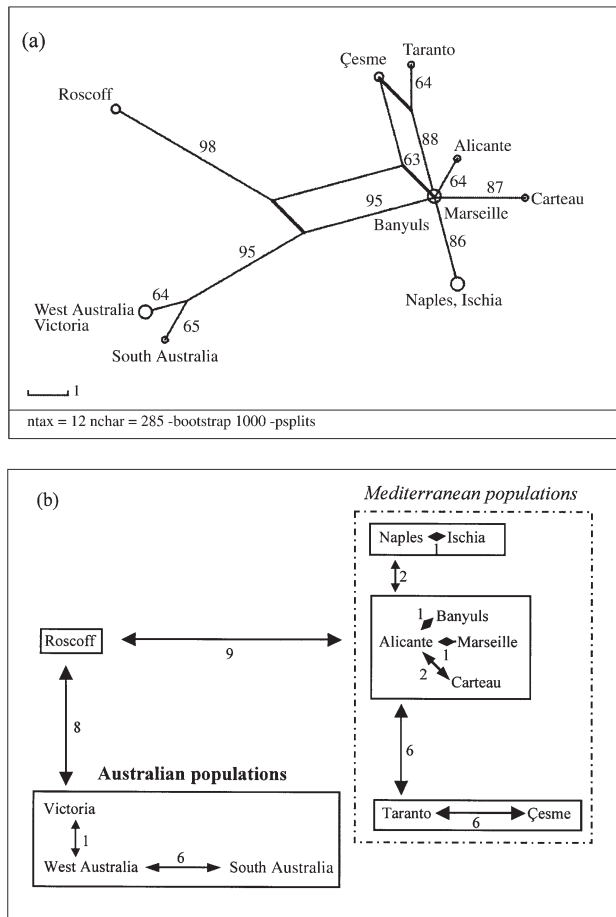 (a)
Taranto
Çesme
Roscoff
64
98
88
Alicante
63
64
87
Carteau
95
Marseille
Banyuls
95
86
West Australia
Victoria
64
65
Naples, Ischia
South Australia
1
ntax = 12 nchar = 285 -bootstrap 1000 -psplits
(b)
Mediterranean populations
Naples Ischia
1
2
1 Banyuls
Roscoff
Alicante Marseille
9
1
2
Carteau
8
6
Australian populations
Victoria
Taranto Çesme
6
1
6
West Australia South Australia